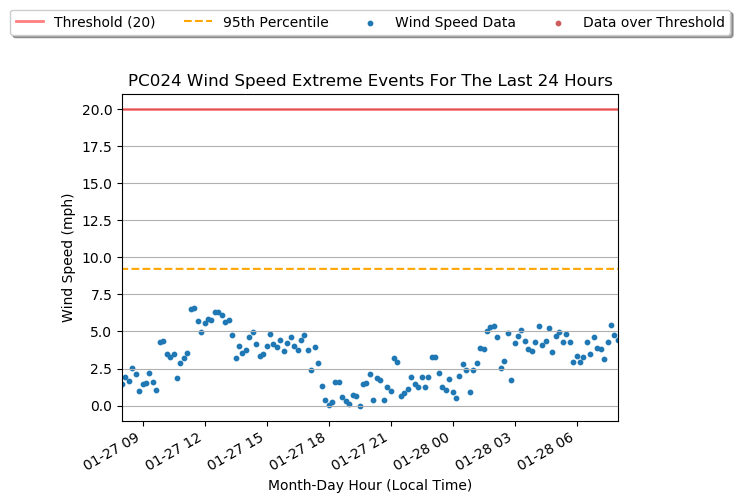 Threshold (20) 95th Percentile Wind Speed Data Data over Threshold
PC024 Wind Speed Extreme Events For The Last 24 Hours
20.0
17.5
15.0
12.5
10.0
7.5
5.0
2.5
0.0
Wind Speed (mph)
01-27 09 01-27 12 01-27 15 01-27 18 01-27 21 01-28 00 01-28 03 01-28 06
Month-Day Hour (Local Time)